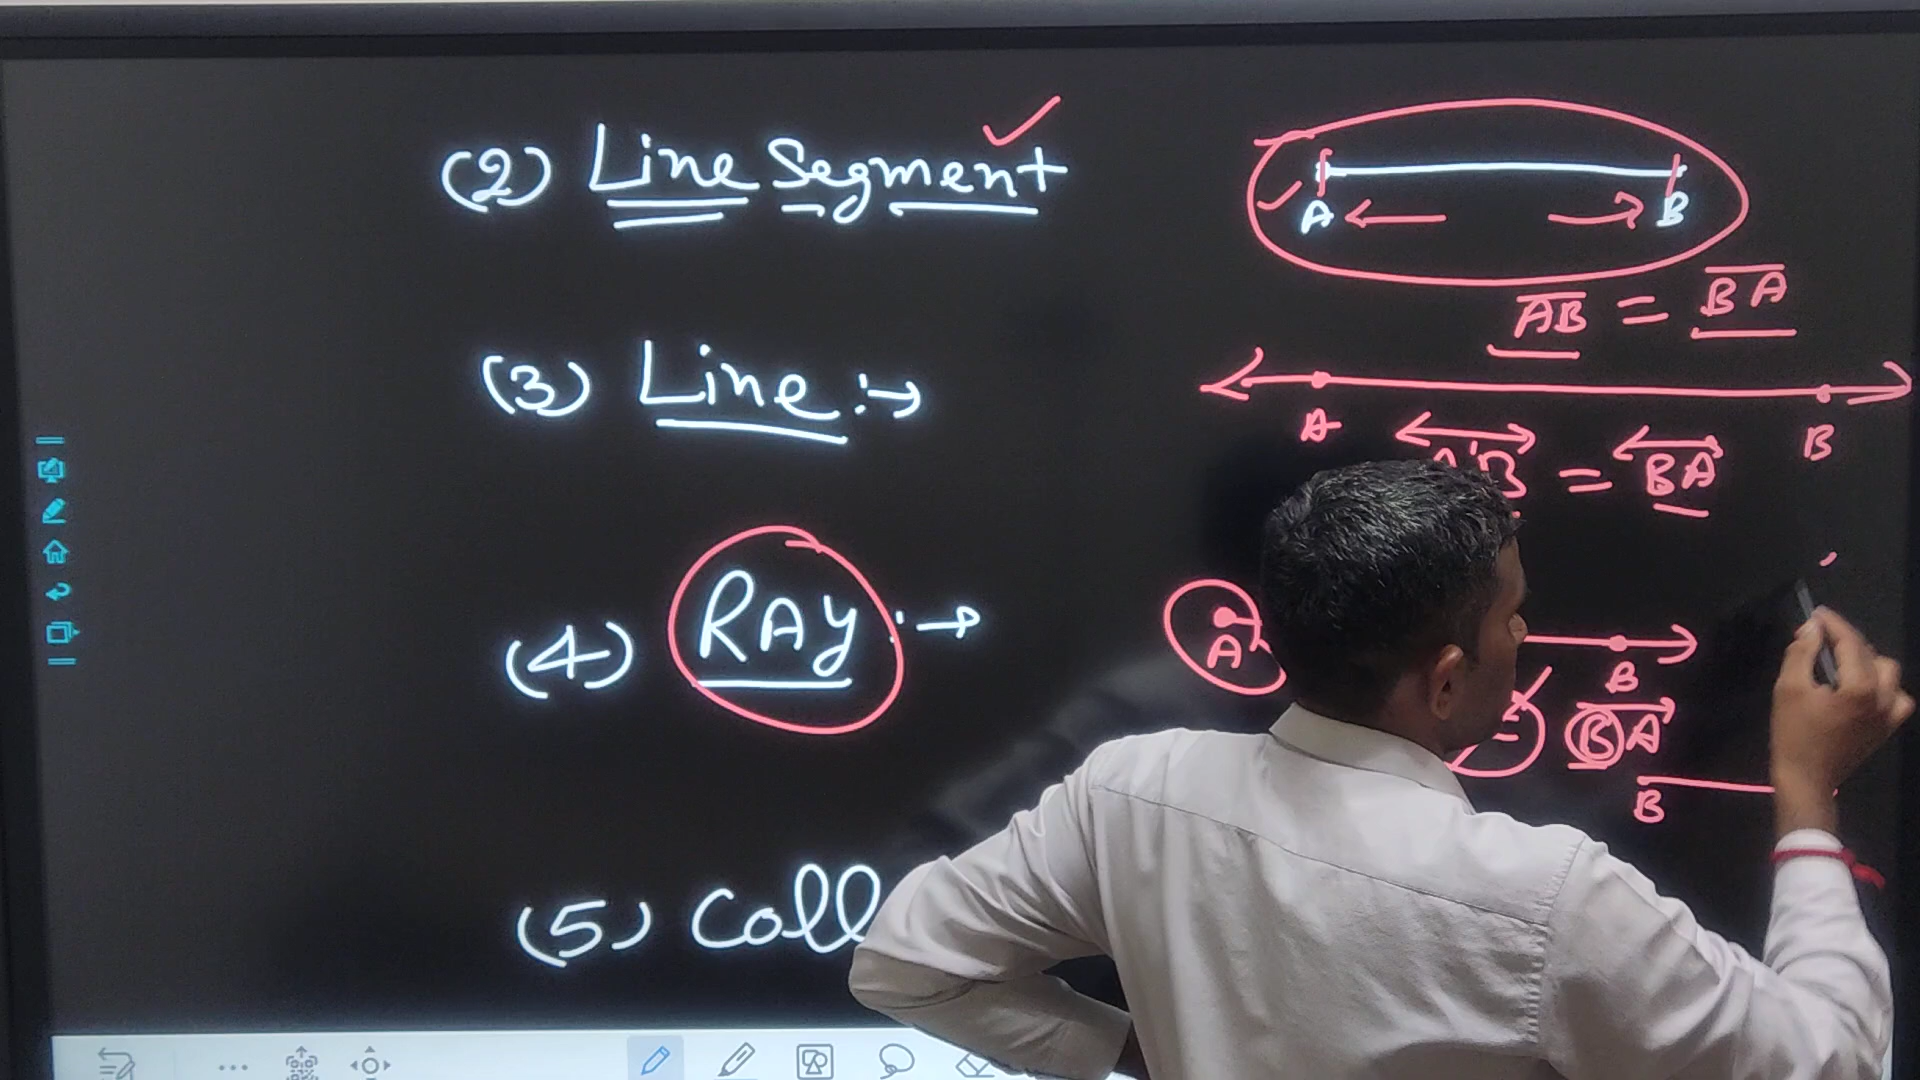 (2) Line Segment
A B
AB = BA
(3) Line :→
A B
AB = BA
(4) RAY :→
A
B
BA
B
(5) Coll